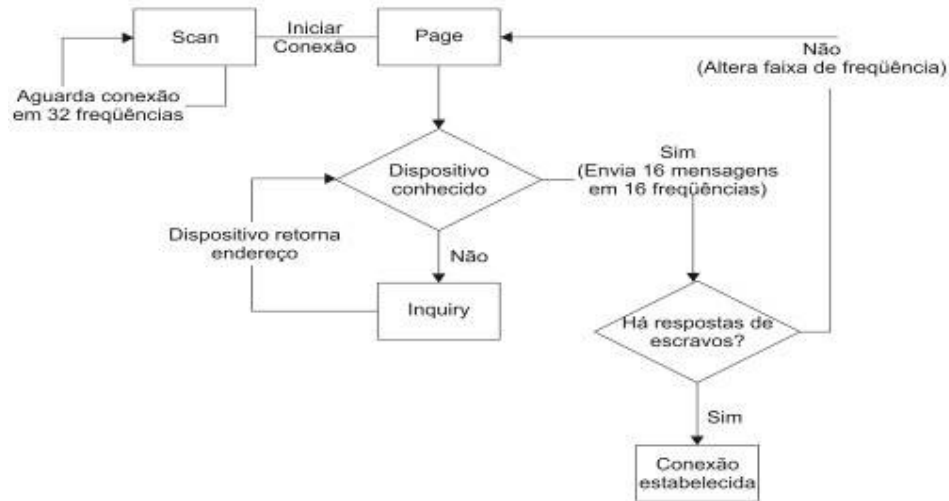 Scan
Iniciar
Conexão
Page
Não
(Altera faixa de freqüência)
Aguarda conexão
em 32 freqüências
Dispositivo
conhecido
Sim
(Envia 16 mensagens
em 16 freqüências)
Dispositivo retorna
endereço
Não
Inquiry
Há respostas de
escravos?
Sim
Conexão
estabelecida